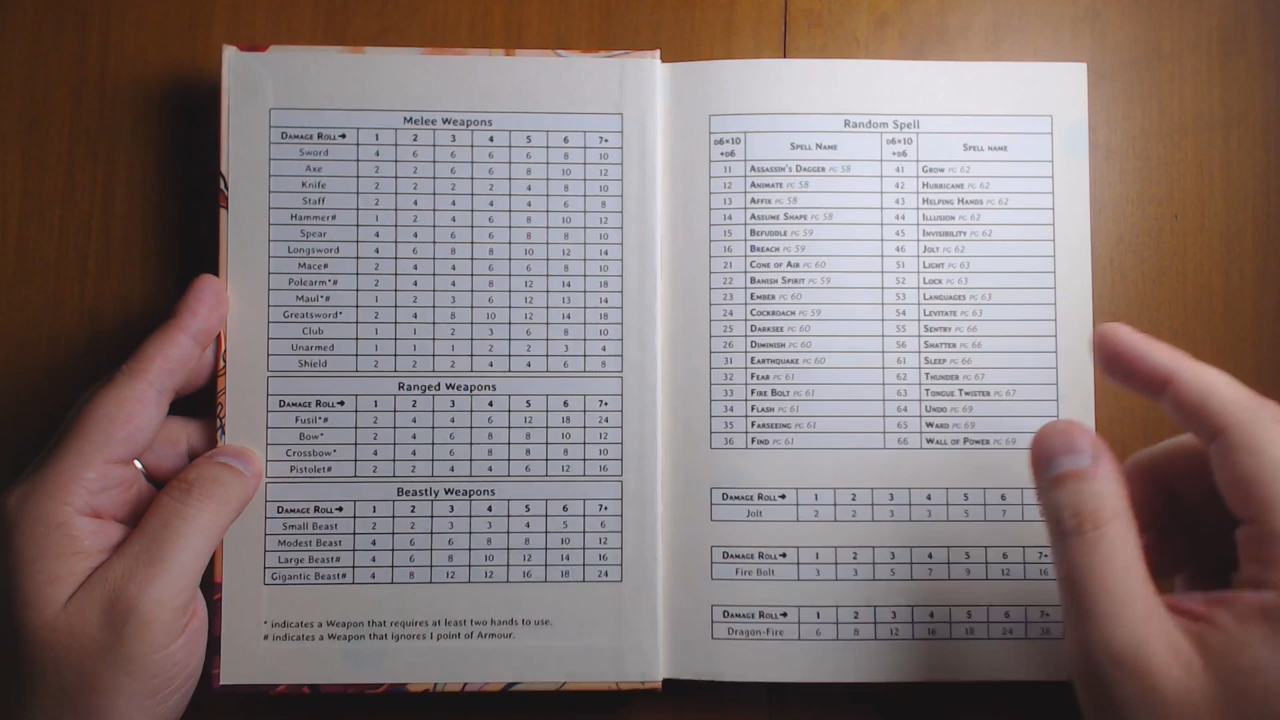 Melee Weapons
DAMAGE ROLL→ 1 2 3 4 5 6 7+
Sword 4 6 6 6 6 8 10
Axe 2 2 6 6 8 10 12
Knife 2 2 2 2 4 8 10
Staff 2 4 4 4 4 6 8
Hammer# 1 2 4 6 8 10 12
Spear 4 4 6 6 8 8 10
Longsword 4 6 8 8 10 12 14
Mace# 2 4 4 6 6 8 10
Polearm*# 2 4 4 8 12 14 18
Maul*# 1 2 3 6 12 13 14
Greatsword* 2 4 8 10 12 14 18
Club 1 1 2 3 6 8 10
Unarmed 1 1 1 2 2 3 4
Shield 2 2 2 4 4 6 8
Ranged Weapons
DAMAGE ROLL→ 1 2 3 4 5 6 7+
Fusil*# 2 4 4 6 12 18 24
Bow* 2 4 6 8 8 10 12
Crossbow* 4 4 6 8 8 8 10
Pistolet# 2 2 4 4 6 12 16
Beastly Weapons
DAMAGE ROLL→ 1 2 3 4 5 6 7+
Small Beast 2 2 3 3 4 5 6
Modest Beast 4 6 6 8 8 10 12
Large Beast# 4 6 8 10 12 14 16
Gigantic Beast# 4 8 12 12 16 18 24
* indicates a Weapon that requires at least two hands to use.
# indicates a Weapon that ignores 1 point of Armour.
Random Spell
D6×10 +D6 SPELL NAME D6×10 +D6 SPELL NAME
11 ASSASSIN'S DAGGER PG 58 41 GROW PG 62
12 ANIMATE PG 58 42 HURRICANE PG 62
13 AFFIX PG 58 43 HELPING HANDS PG 62
14 ASSUME SHAPE PG 58 44 ILLUSION PG 62
15 BEFUDDLE PG 59 45 INVISIBILITY PG 62
16 BREACH PG 59 46 JOLT PG 62
21 CONE OF AIR PG 60 51 LIGHT PG 63
22 BANISH SPIRIT PG 59 52 LOCK PG 63
23 EMBER PG 60 53 LANGUAGES PG 63
24 COCKROACH PG 59 54 LEVITATE PG 63
25 DARKSEE PG 60 55 SENTRY PG 66
26 DIMINISH PG 60 56 SHATTER PG 66
31 EARTHQUAKE PG 60 61 SLEEP PG 66
32 FEAR PG 61 62 THUNDER PG 67
33 FIRE BOLT PG 61 63 TONGUE TWISTER PG 67
34 FLASH PG 61 64 UNDO PG 69
35 FARSEEING PG 61 65 WARD PG 69
36 FIND PG 61 66 WALL OF POWER PG 69
DAMAGE ROLL→ 1 2 3 4 5 6
Jolt 2 2 3 3 5 7
DAMAGE ROLL→ 1 2 3 4 5 6 7+
Fire Bolt 3 3 5 7 9 12 16
DAMAGE ROLL→ 1 2 3 4 5 6 7+
Dragon-Fire 6 8 12 16 18 24 36